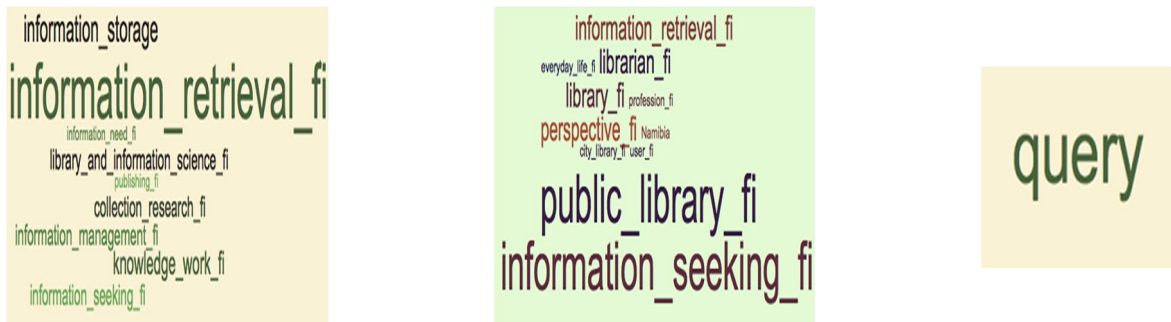 information_storage
information_retrieval_fi
information_need_fi
library_and_information_science_fi
publishing_fi
collection_research_fi
information_management_fi
knowledge_work_fi
information_seeking_fi
information_retrieval_fi
everyday_life_fi librarian_fi
library_fi profession_fi
perspective_fi Namibia
city_library_fi user_fi
public_library_fi
information_seeking_fi
query